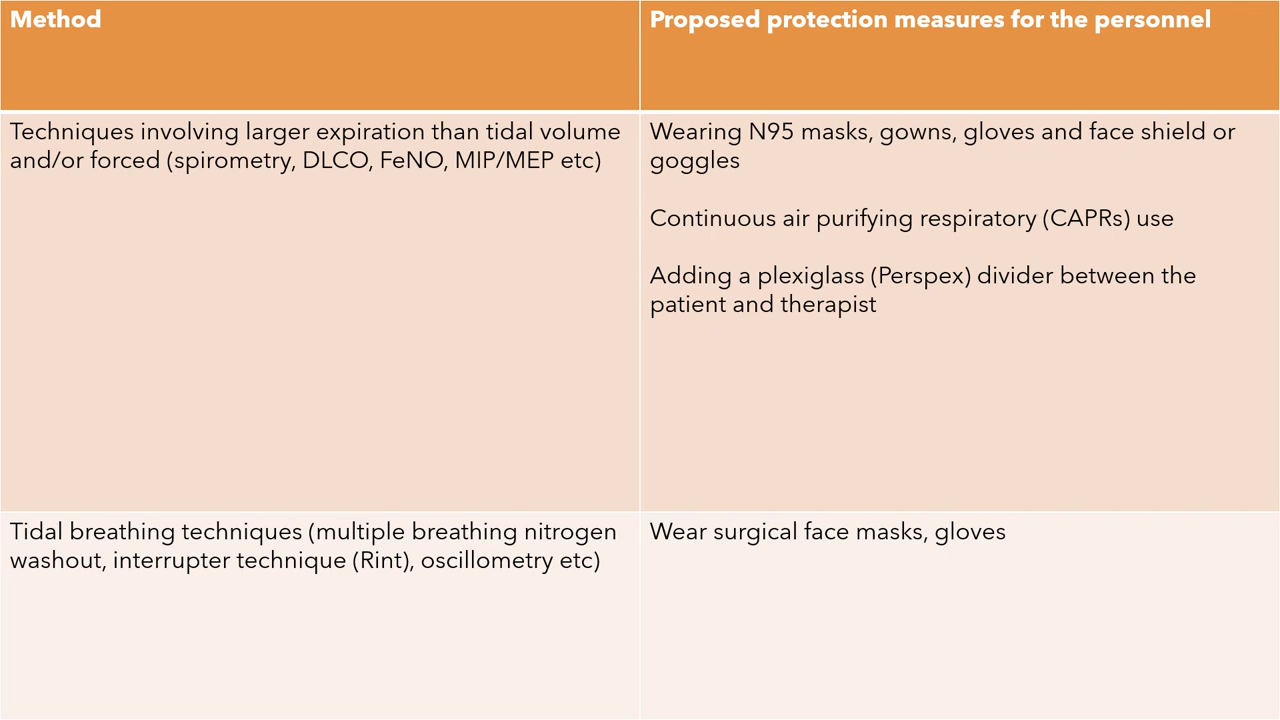 Method
Proposed protection measures for the personnel
Techniques involving larger expiration than tidal volume
and/or forced (spirometry, DLCO, FeNO, MIP/MEP etc)
Wearing N95 masks, gowns, gloves and face shield or
goggles
Continuous air purifying respiratory (CAPRs) use
Adding a plexiglass (Perspex) divider between the
patient and therapist
Tidal breathing techniques (multiple breathing nitrogen
washout, interrupter technique (Rint), oscillometry etc)
Wear surgical face masks, gloves